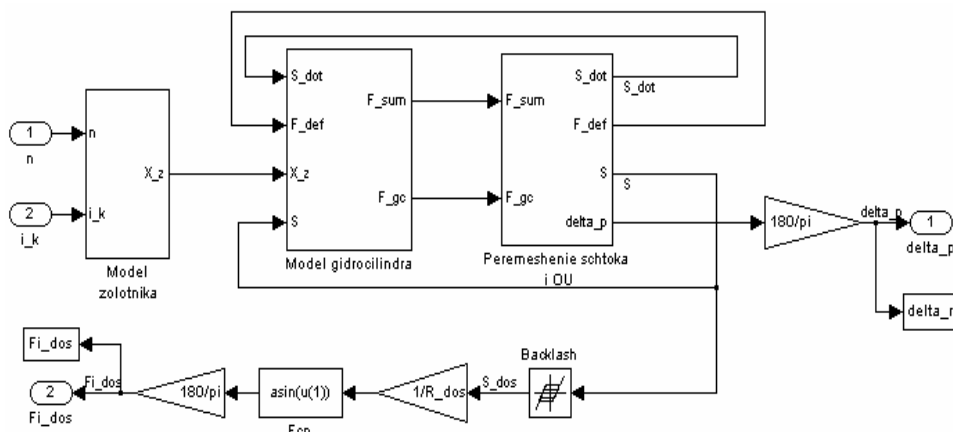 1
n
2
i_k
n
i_k
X_z
Model
zolotnika
S_dot
F_def
X_z
S
F_sum
F_gc
Model gidrocilindra
F_sum
F_gc
S_dot
F_def
S
delta_p
Peremeshenie schtoka
i OU
S_dot
S
180/pi
delta_p
1
delta_p
Fi_dos
2
Fi_dos
Fi_dos
180/pi
asin(u(1))
1/R_dos
S_dos
Backlash